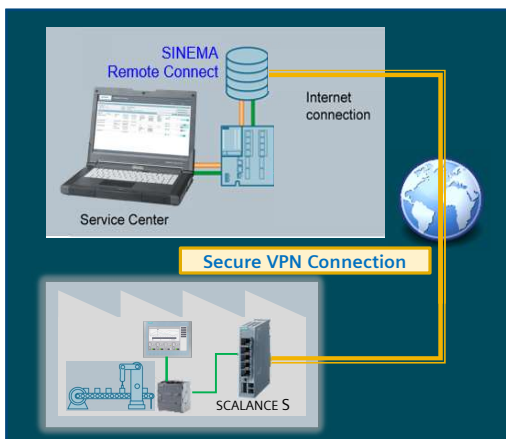 SINEMA
Remote Connect
Internet
connection
Service Center
Secure VPN Connection
SCALANCE S